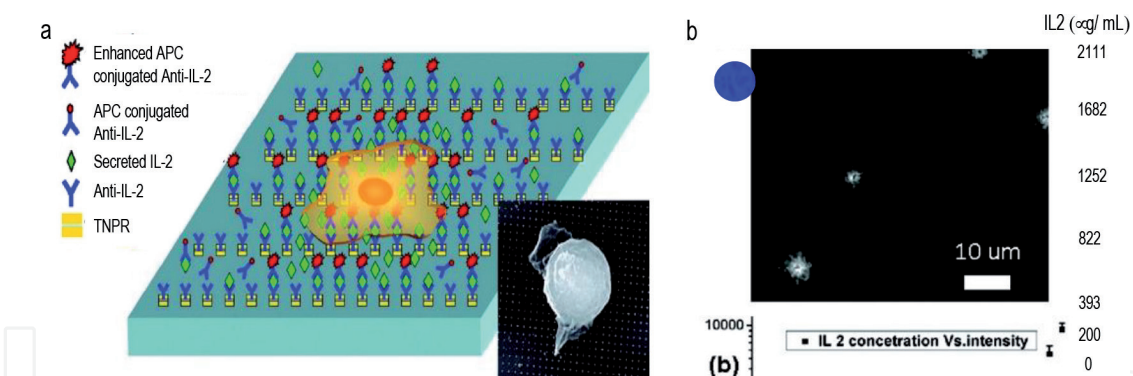 a
Enhanced APC
conjugated Anti-IL-2
APC conjugated
Anti-IL-2
Secreted IL-2
Anti-IL-2
TNPR
b
IL2 (∝g/ mL)
2111
1682
1252
822
393
200
0
10 um
10000
IL 2 concetration Vs.intensity
(b)